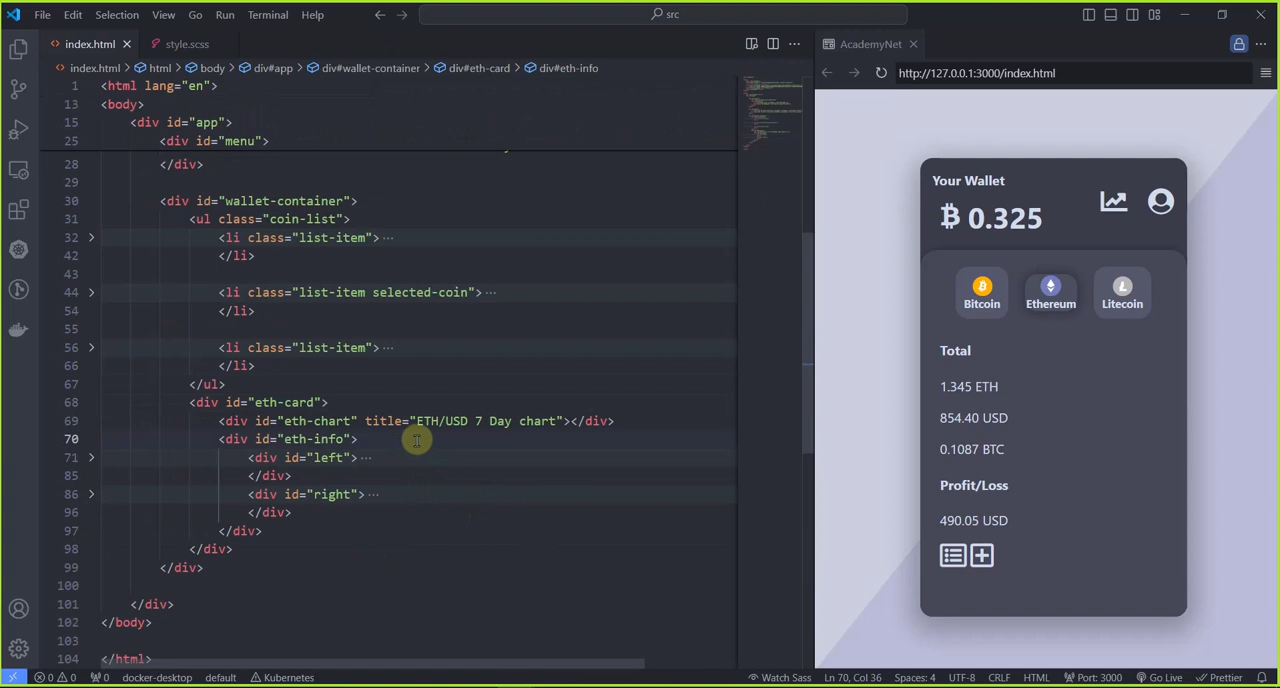 File Edit Selection View Go Run Terminal Help
src
index.html
style.scss
AcademyNet
index.html > html > body > div#app > div#wallet-container > div#eth-card > div#eth-info
http://127.0.0.1:3000/index.html
1 <html lang="en">
13 <body>
15 <div id="app">
25 <div id="menu">
28 </div>
29
30 <div id="wallet-container">
31 <ul class="coin-list">
32 <li class="list-item">…
42 </li>
43
44 <li class="list-item selected-coin">…
54 </li>
55
56 <li class="list-item">…
66 </li>
67 </ul>
68 <div id="eth-card">
69 <div id="eth-chart" title="ETH/USD 7 Day chart"></div>
70 <div id="eth-info">
71 <div id="left">…
85 </div>
86 <div id="right">…
96 </div>
97 </div>
98 </div>
99 </div>
100
101 </div>
102 </body>
103
104 </html>
Your Wallet
₿ 0.325
Bitcoin Ethereum Litecoin
Total
1.345 ETH
854.40 USD
0.1087 BTC
Profit/Loss
490.05 USD
0 0 0 docker-desktop default Kubernetes Watch Sass Ln 70, Col 36 Spaces: 4 UTF-8 CRLF HTML Port: 3000 Go Live Prettier